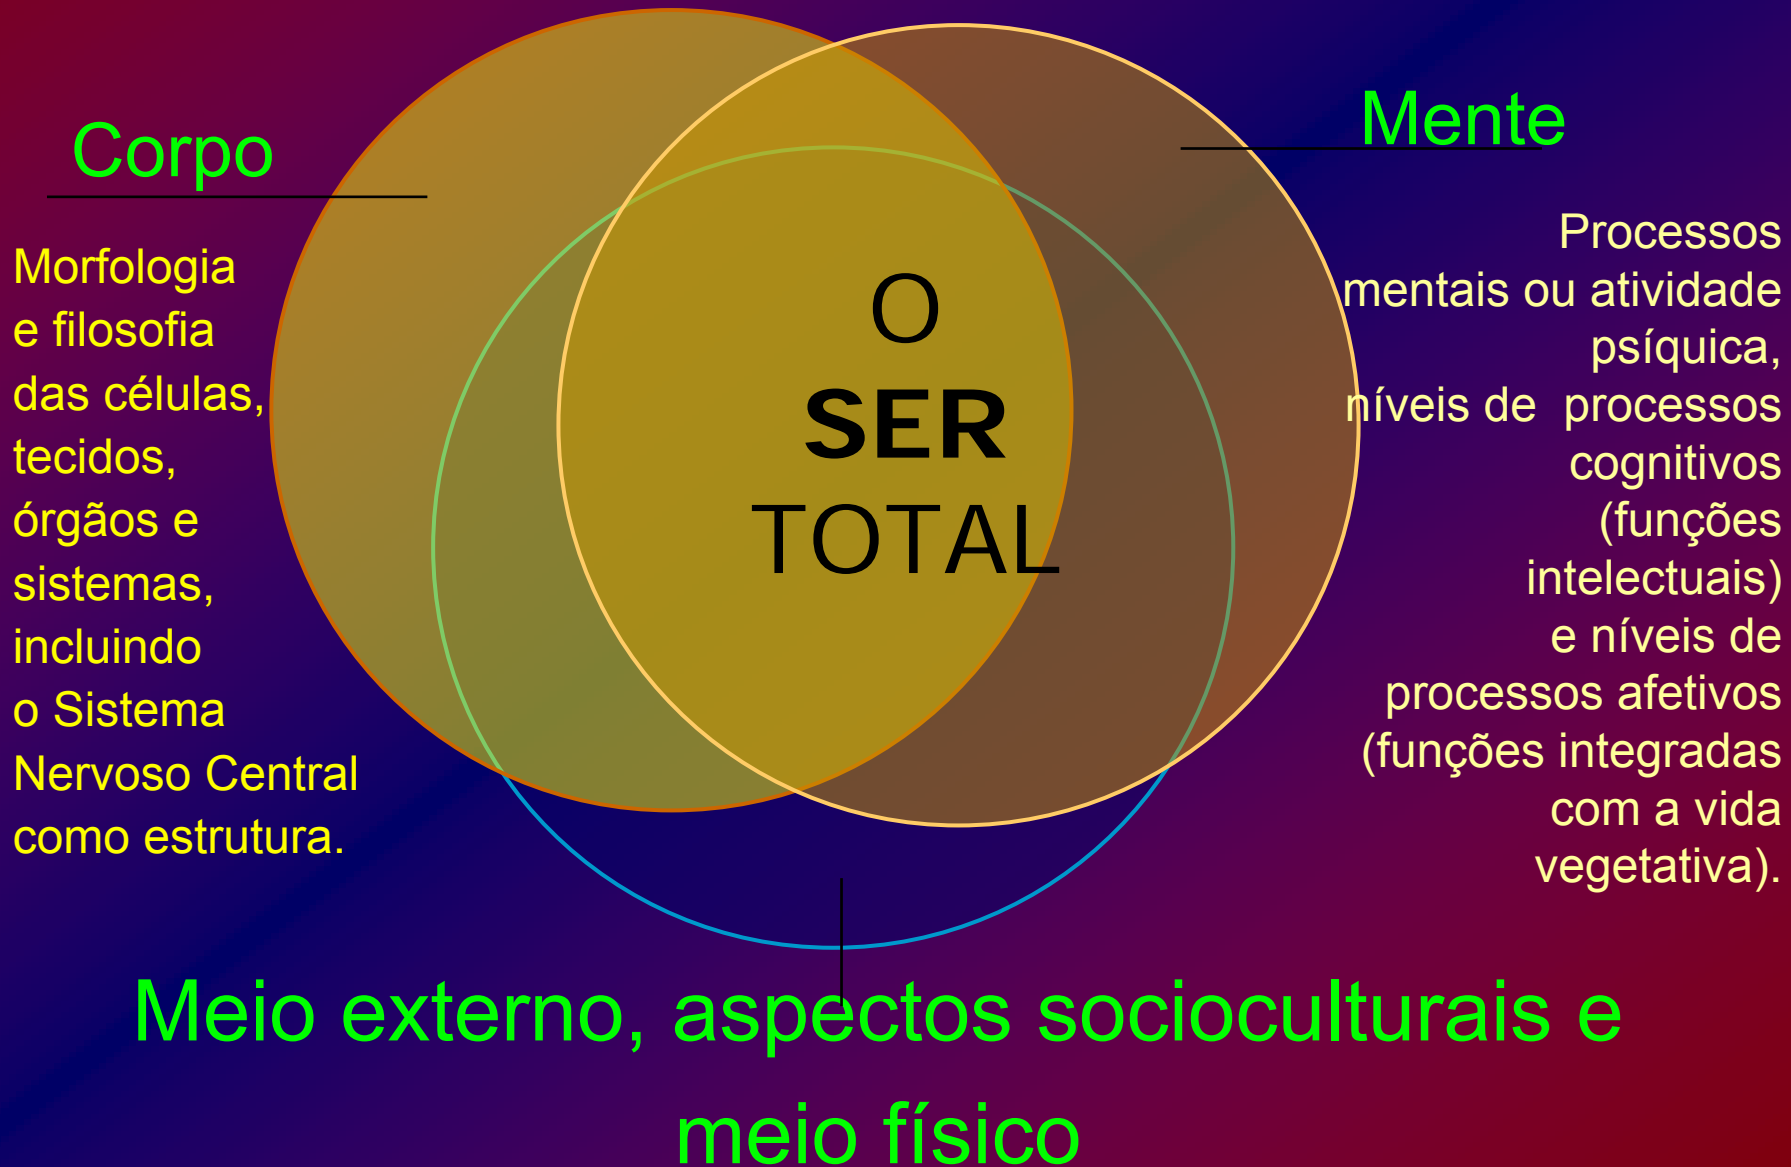 Corpo
Morfologia
e filosofia
das células,
tecidos,
órgãos e
sistemas,
incluindo
o Sistema
Nervoso Central
como estrutura.
O
SER
TOTAL
Mente
Processos
mentais ou atividade
psíquica,
níveis de processos
cognitivos
(funções
intelectuais)
e níveis de
processos afetivos
(funções integradas
com a vida
vegetativa).
Meio externo, aspectos socioculturais e
meio físico